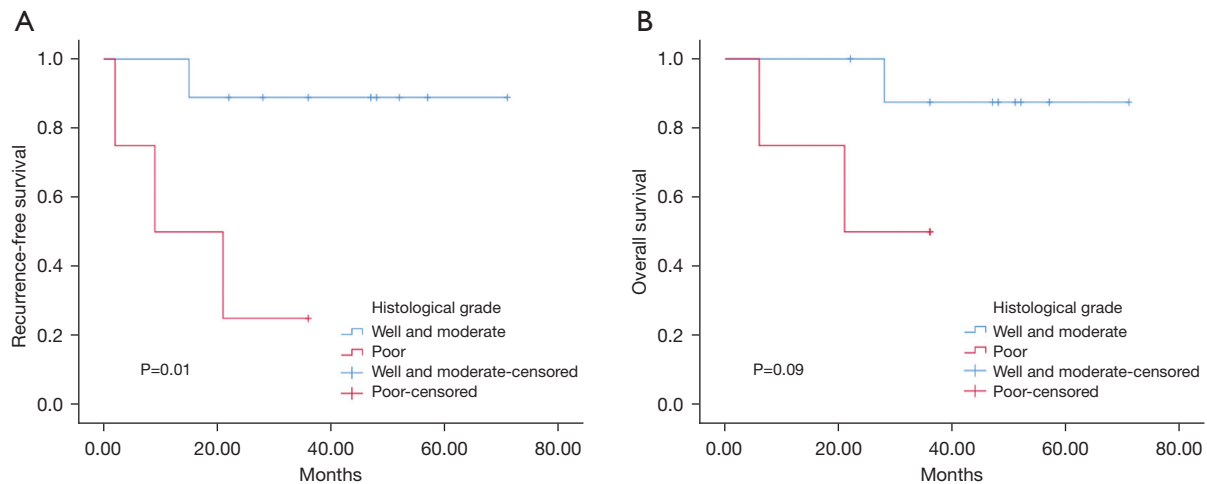 A
Recurrence-free survival
1.0
0.8
0.6
0.4
0.2
0.0
Histological grade
Well and moderate
Poor
Well and moderate-censored
Poor-censored
P=0.01
0.00 20.00 40.00 60.00 80.00
Months
B
Overall survival
1.0
0.8
0.6
0.4
0.2
0.0
Histological grade
Well and moderate
Poor
Well and moderate-censored
Poor-censored
P=0.09
0.00 20.00 40.00 60.00 80.00
Months